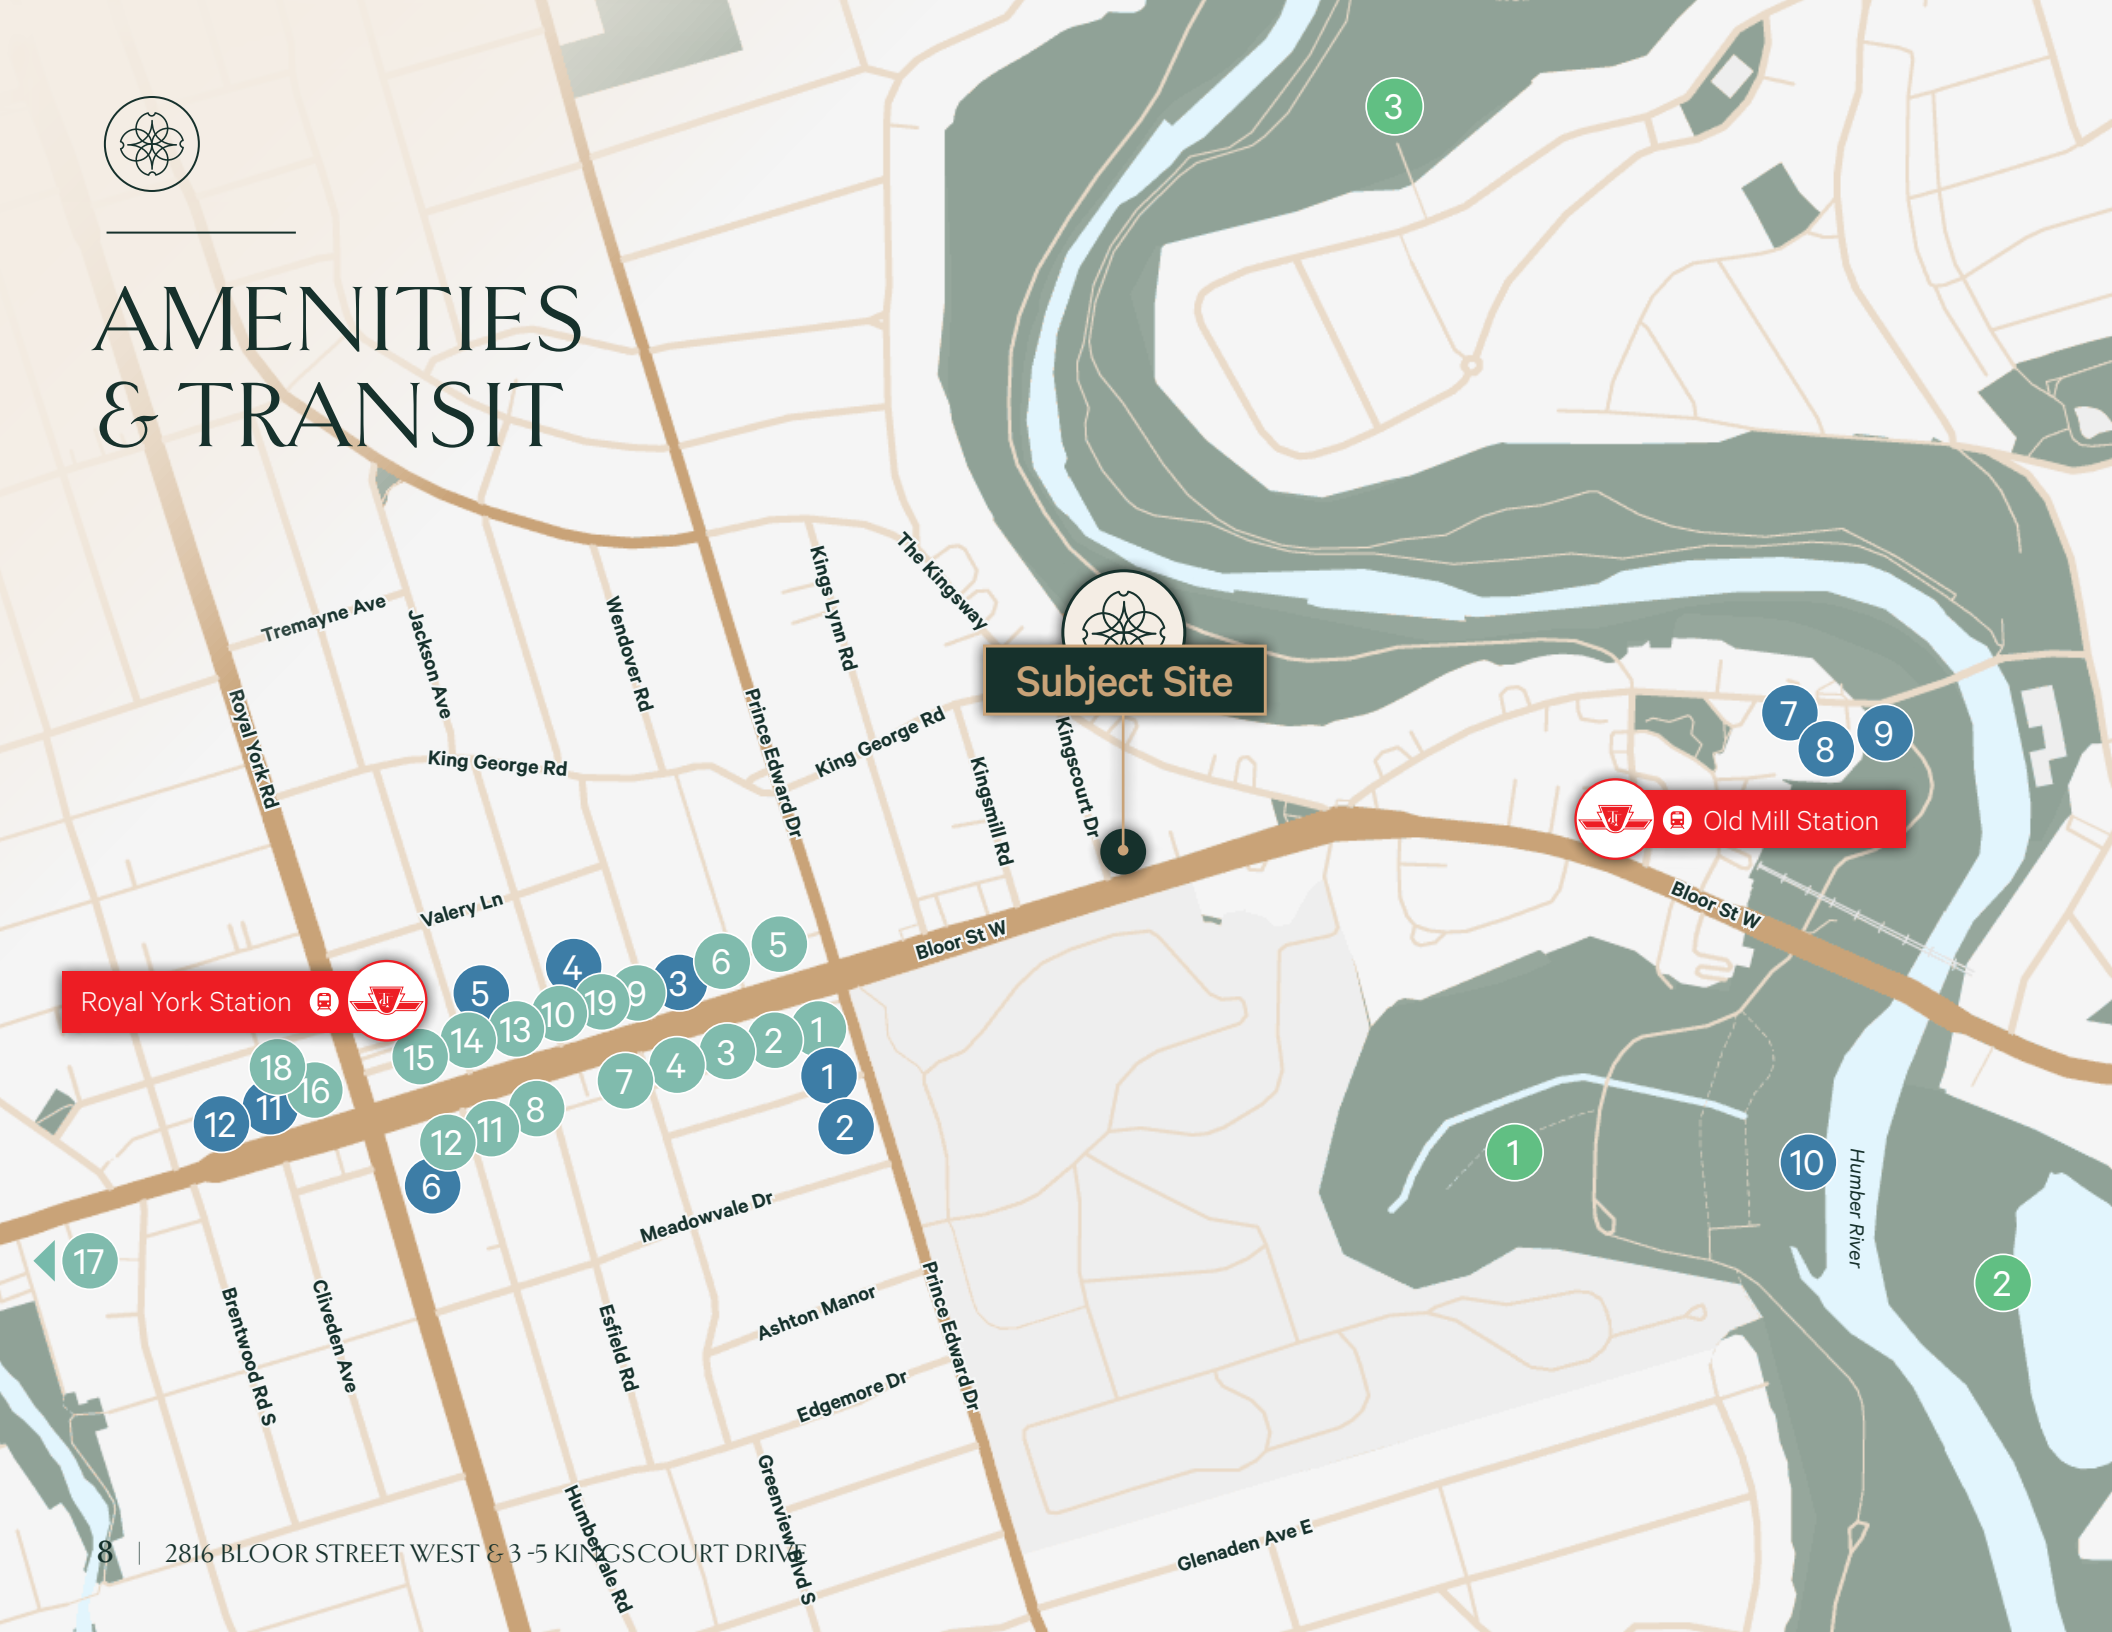 AMENITIES
& TRANSIT
3
The Kingsway
Kings Lynn Rd
Wendover Rd
Tremayne Ave
Jackson Ave
Subject Site
Royal York Rd
Prince Edward Dr
King George Rd
King George Rd
Kingscourt Dr
Kingsmill Rd
7
8
9
Old Mill Station
Bloor St W
Valery Ln
Bloor St W
Royal York Station
5
4
3
6
5
9
19
10
13
14
15
18
16
11
12
1
2
3
4
7
8
11
12
6
1
2
17
1
10
Humber River
2
Meadowvale Dr
Ashton Manor
Edgemore Dr
Prince Edward Dr
Brentwood Rd S
Cliveden Ave
Esfield Rd
Humbervale Rd
Greenview Blvd S
Glenaden Ave E
8 | 2816 BLOOR STREET WEST & 3 -5 KINGSCOURT DRIVE